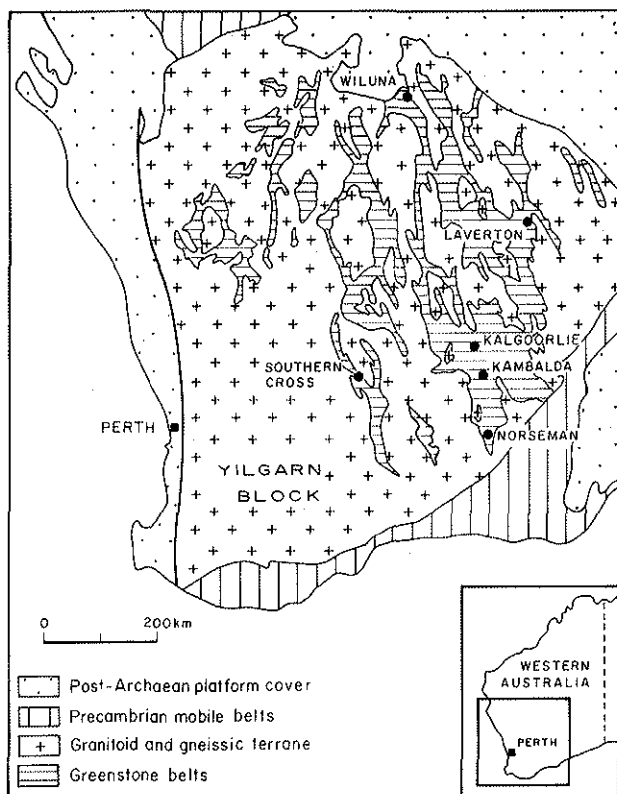 WILUNA
LAVERTON
KALGOORLIE
SOUTHERN
CROSS
KAMBALDA
PERTH
NORSEMAN
YILGARN
BLOCK
0 200km
Post-Archaean platform cover
Precambrian mobile belts
Granitoid and gneissic terrane
Greenstone belts
WESTERN
AUSTRALIA
PERTH